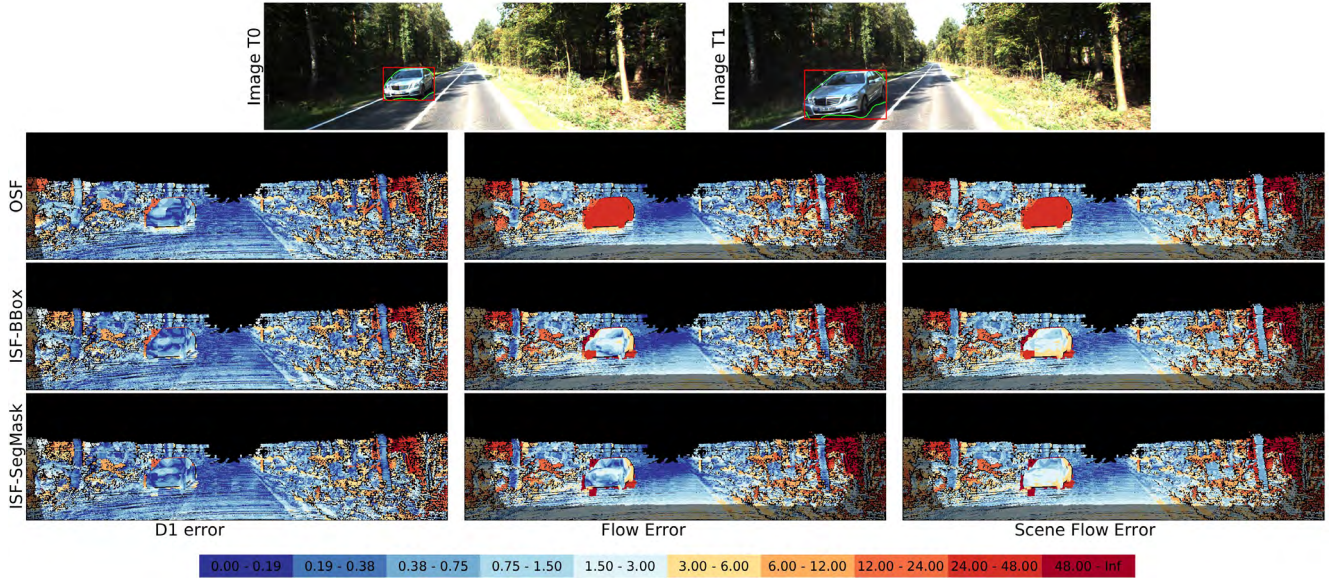 Image T0
Image T1
OSF
ISF-BBox
ISF-SegMask
D1 error
Flow Error
Scene Flow Error
0.00 - 0.19 0.19 - 0.38 0.38 - 0.75 0.75 - 1.50 1.50 - 3.00 3.00 - 6.00 6.00 - 12.00 12.00 - 24.00 24.00 - 48.00 48.00 - Inf